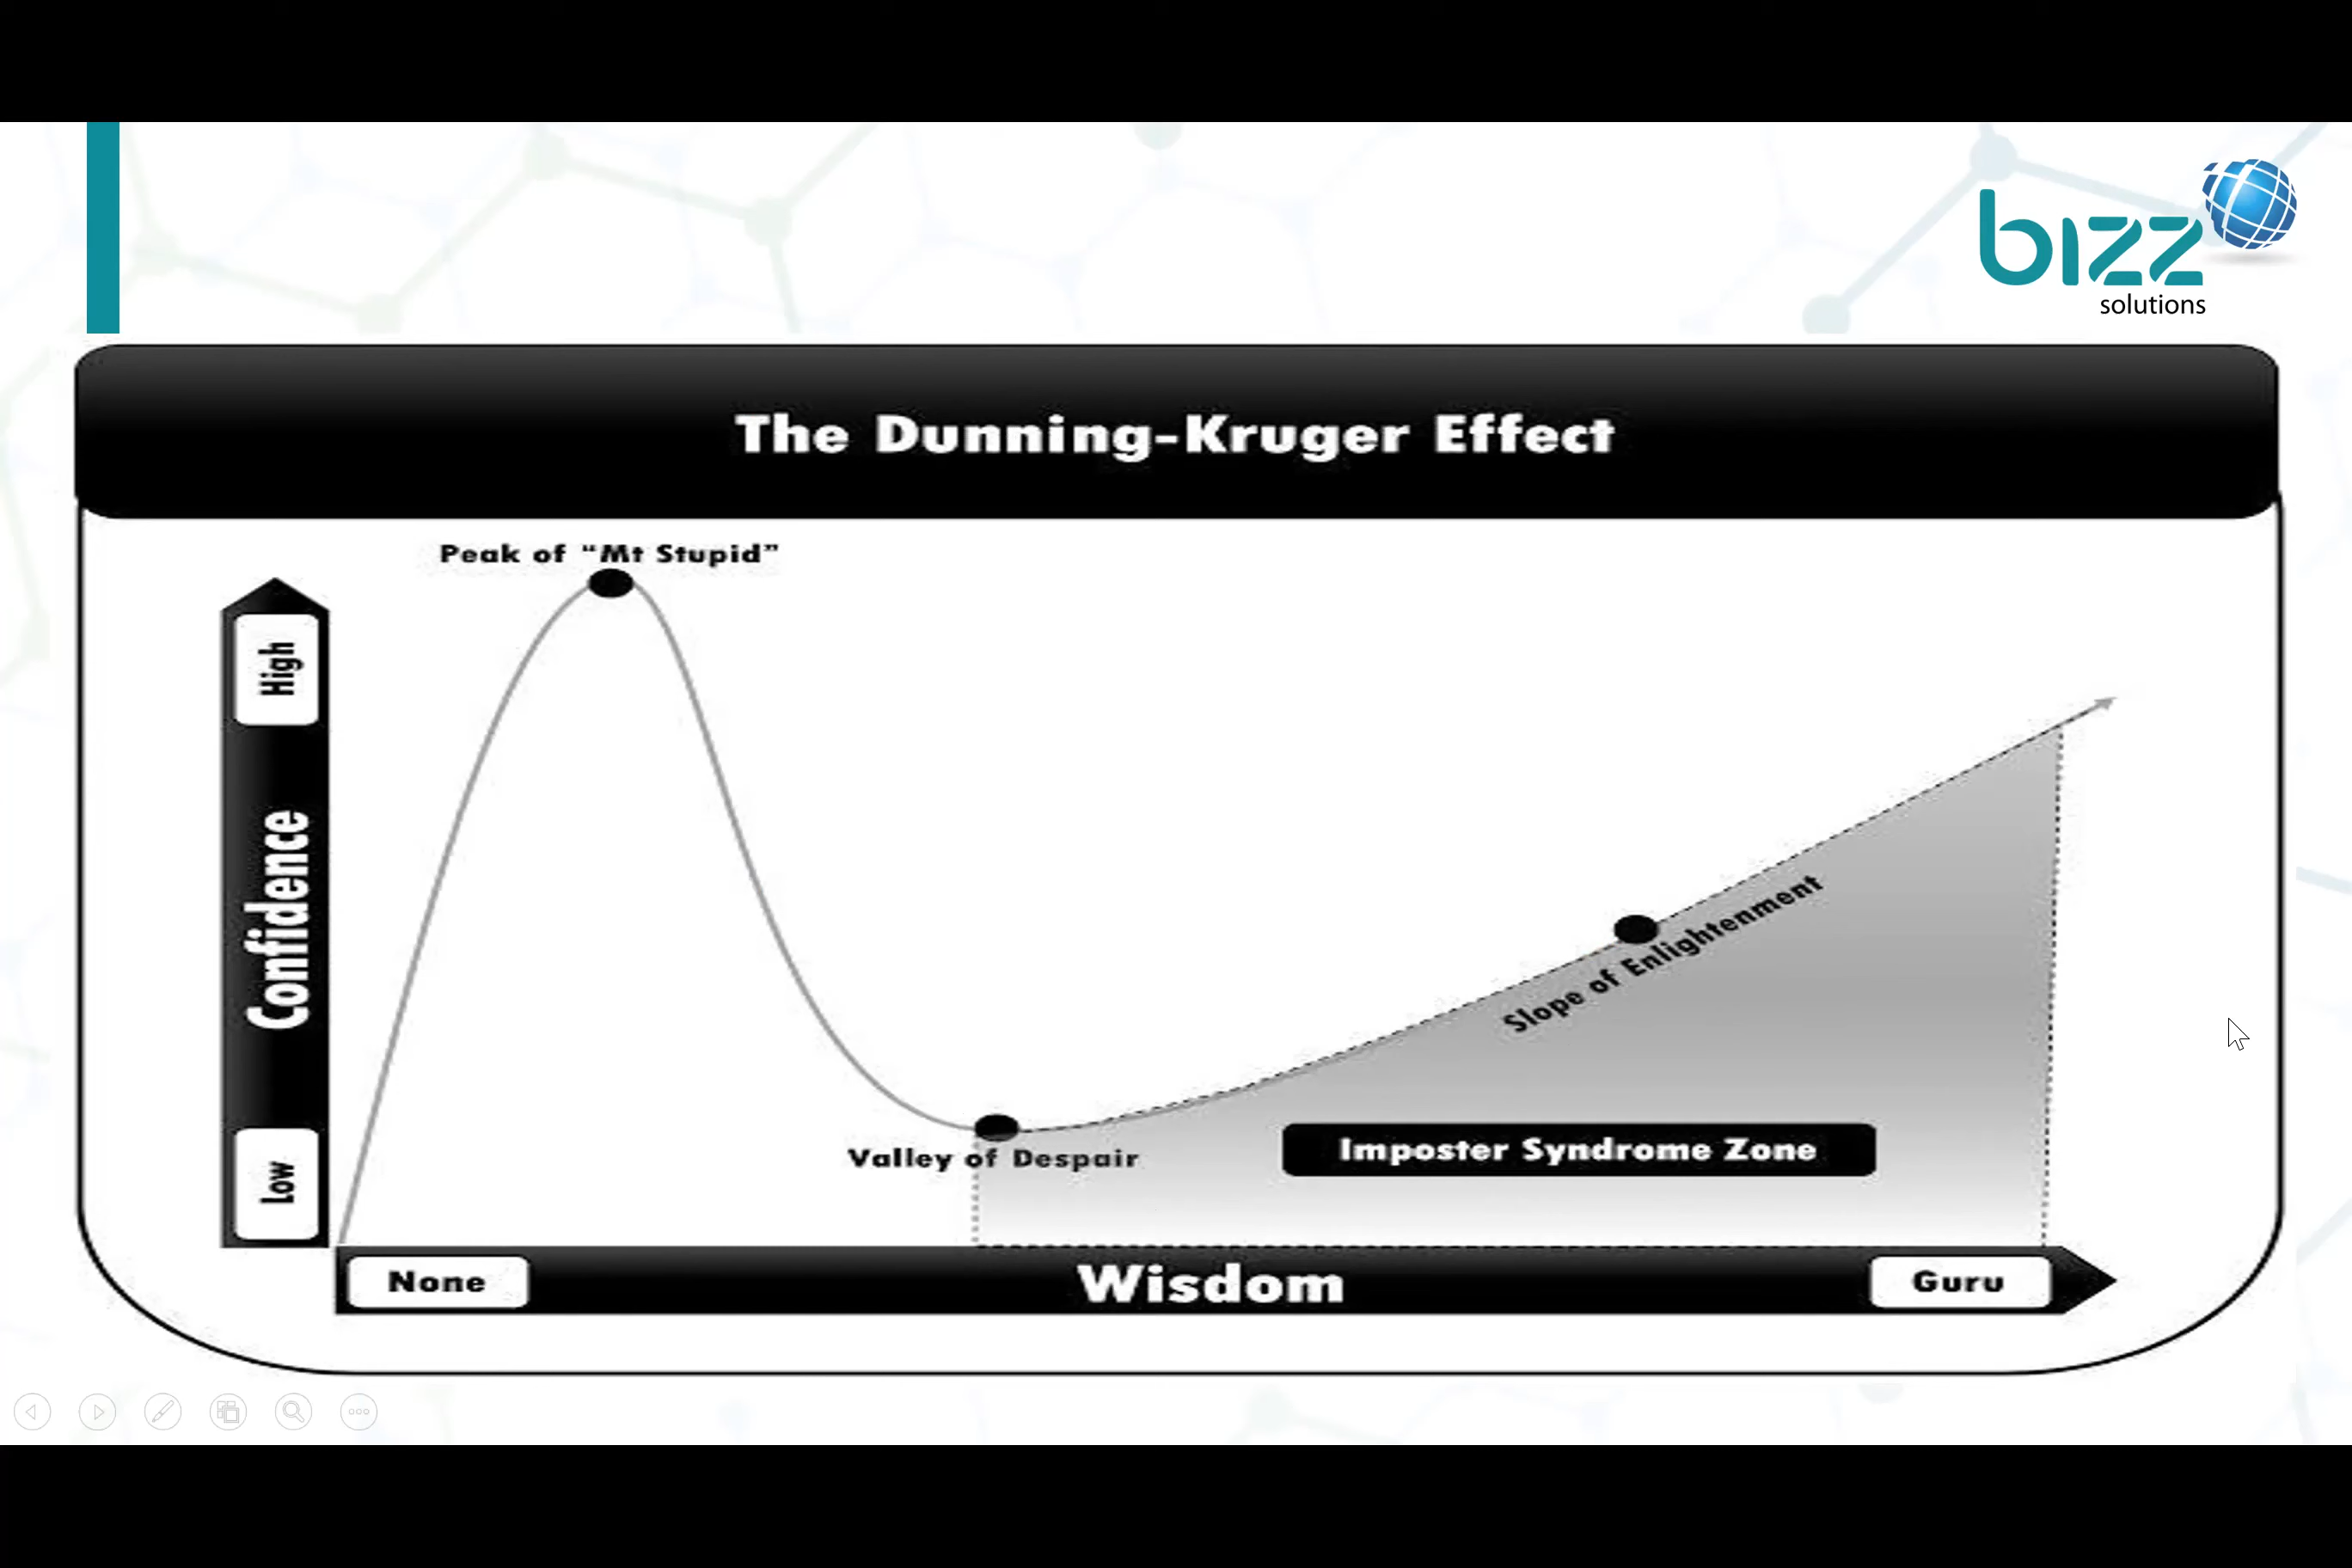 bizz
solutions
The Dunning-Kruger Effect
Peak of “Mt Stupid”
High
Confidence
Low
Slope of Enlightenment
Valley of Despair
Imposter Syndrome Zone
None
Wisdom
Guru